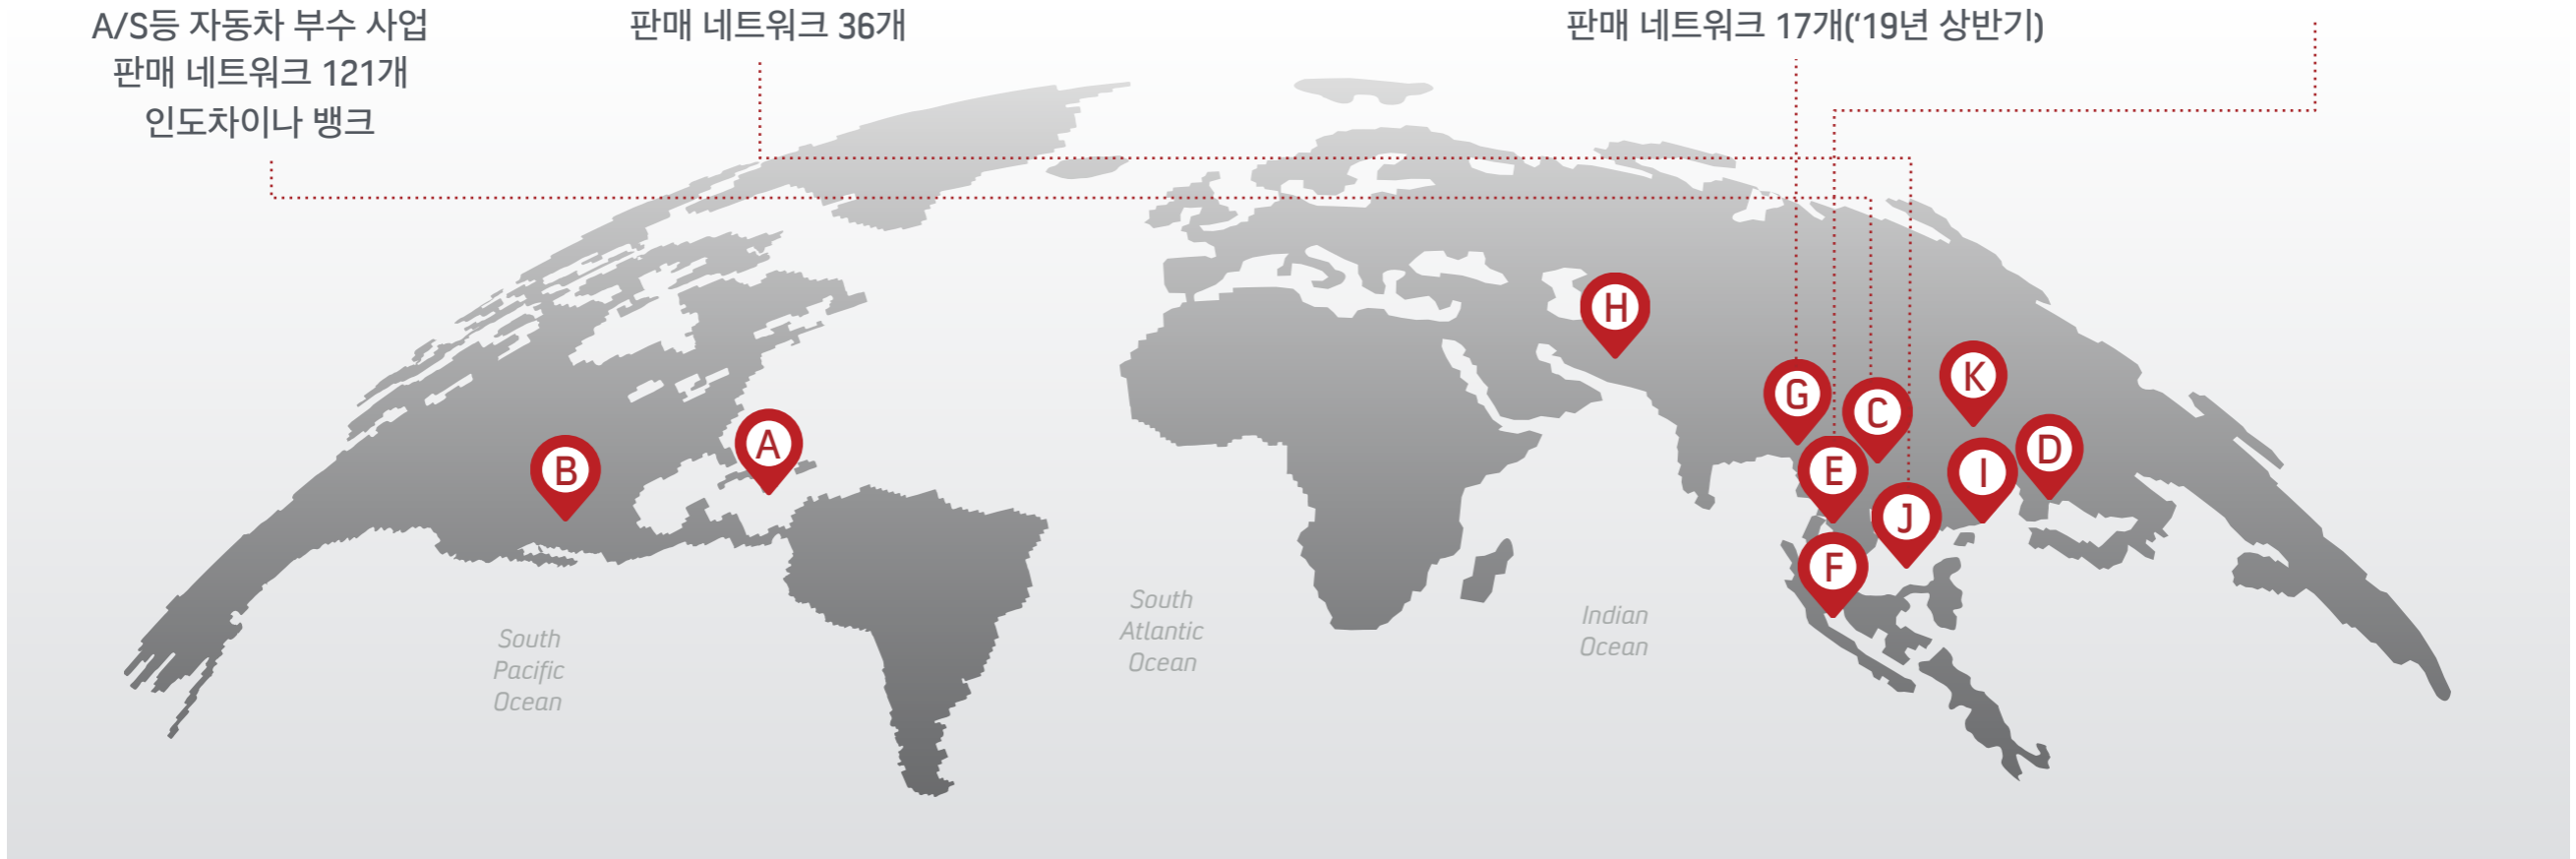 A/S등 자동차 부수 사업
판매 네트워크 121개
인도차이나 뱅크
판매 네트워크 36개
판매 네트워크 17개(‘19년 상반기)
H
G
C
K
A
B
E
I
D
J
F
South
Pacific
Ocean
South
Atlantic
Ocean
Indian
Ocean